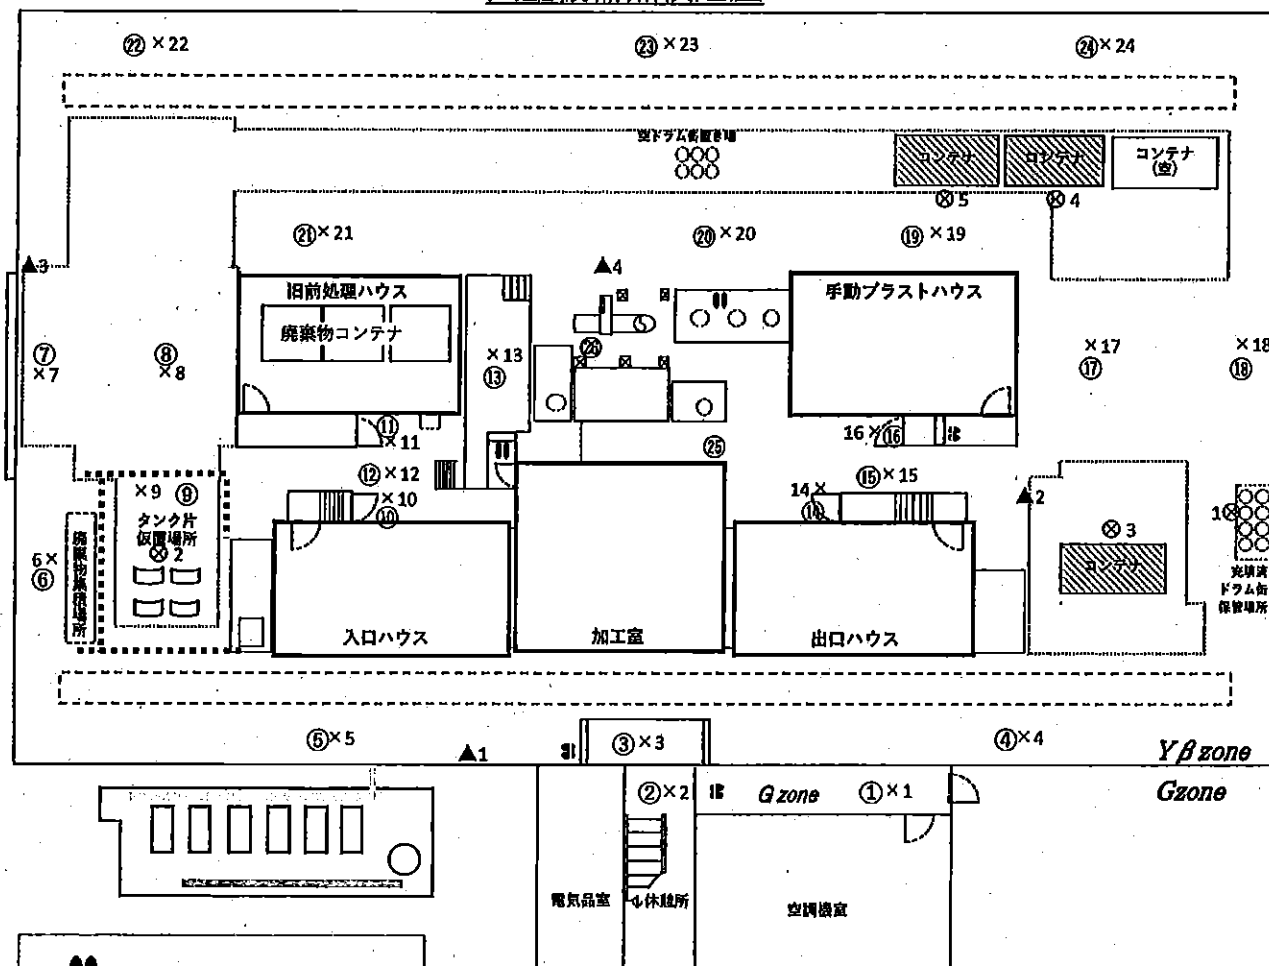 ㉒×22
㉓×23
㉔×24
空ドラム缶置き場
コンテナ
コンテナ
コンテナ
(空)
⊗5
⊗4
㉑×21
⑳×20
⑲×19
▲3
▲4
旧前処理ハウス
廃棄物コンテナ
手動ブラストハウス
⑦
×7
⑧
×8
×13
⑬
㉖
×17
⑰
×18
⑱
⑪
×11
16×⑯
㉕
⑫×12
⑮×15
×10
⑩
14×
⑭
▲2
×9 ⑨
タンク片
仮置場所
⊗2
6×
⑥
廃棄物集積場所
⊗3
コンテナ
1⊗
充填済
ドラム缶
保管場所
入口ハウス
加工室
出口ハウス
⑤×5
▲1
③×3
④×4
Yβzone
②×2
Gzone
①×1
Gzone
電気品室
休憩所
空調機室